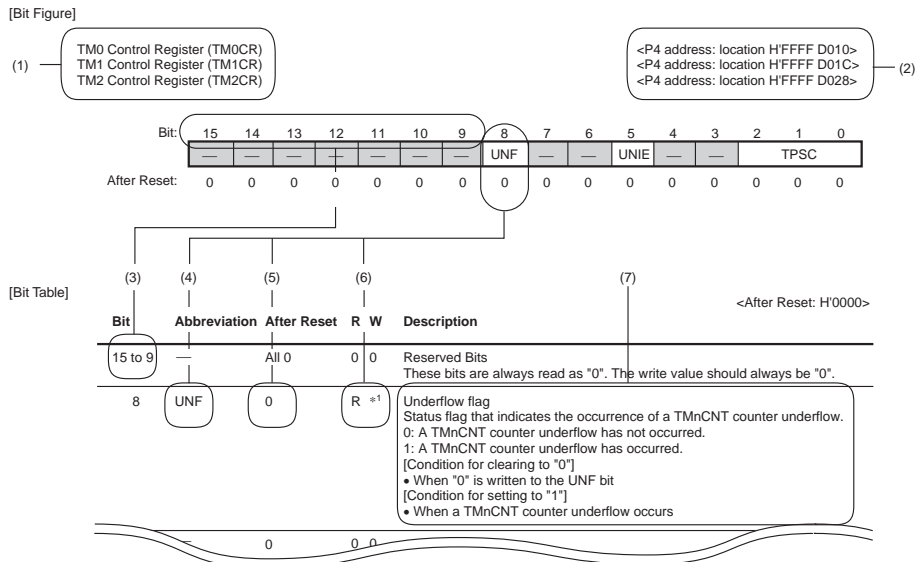 [Bit Figure]
TM0 Control Register (TM0CR)
TM1 Control Register (TM1CR)
TM2 Control Register (TM2CR)
(1)
<P4 address: location H'FFFF D010>
<P4 address: location H'FFFF D01C>
<P4 address: location H'FFFF D028>
(2)
Bit: 15 14 13 12 11 10 9 8 7 6 5 4 3 2 1 0
— — — — — — — UNF — — UNIE — — TPSC
After Reset: 0 0 0 0 0 0 0 0 0 0 0 0 0 0 0 0
(3) (4) (5) (6) (7)
[Bit Table]
<After Reset: H'0000>
Bit Abbreviation After Reset R W Description
15 to 9 — All 0 0 0 Reserved Bits
These bits are always read as "0". The write value should always be "0".
8 UNF 0 R *1 Underflow flag
Status flag that indicates the occurrence of a TMnCNT counter underflow.
0: A TMnCNT counter underflow has not occurred.
1: A TMnCNT counter underflow has occurred.
[Condition for clearing to "0"]
• When "0" is written to the UNF bit
[Condition for setting to "1"]
• When a TMnCNT counter underflow occurs
— 0 0 0